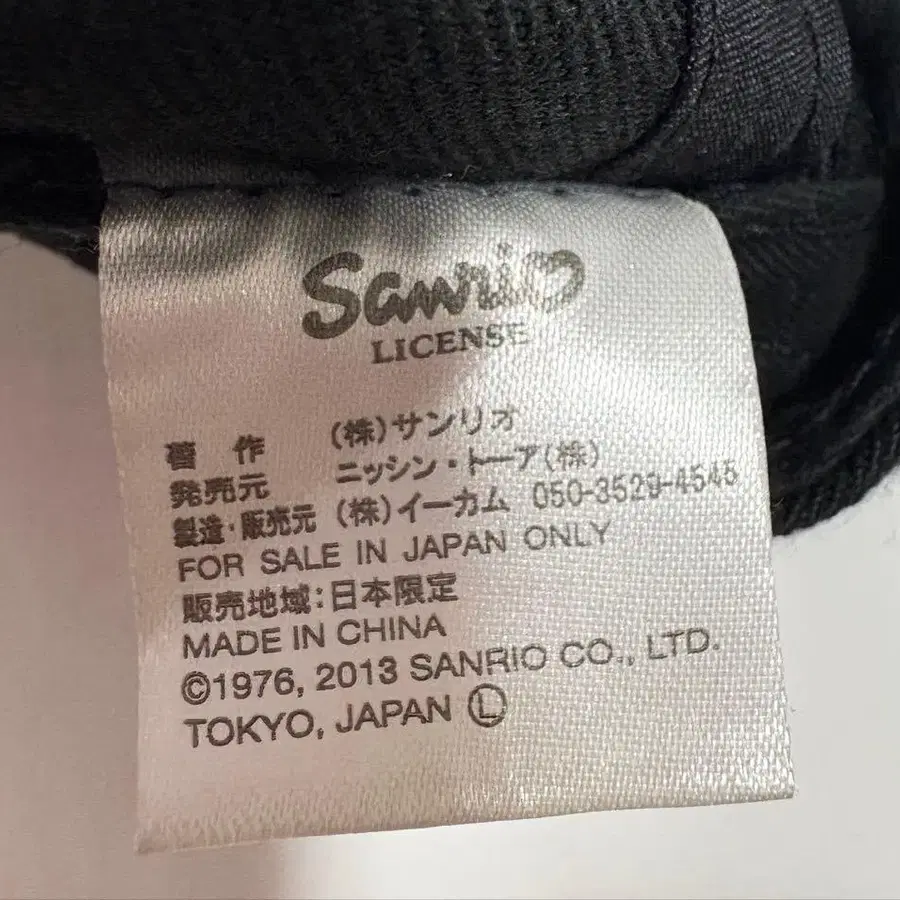 Sanrio
LICENSE
著 作 (株)サンリオ
発売元 ニッシン・トーア(株)
製造・販売元 (株)イーカム 050-3529-4545
FOR SALE IN JAPAN ONLY
販売地域:日本限定
MADE IN CHINA
©1976, 2013 SANRIO CO., LTD.
TOKYO, JAPAN Ⓛ